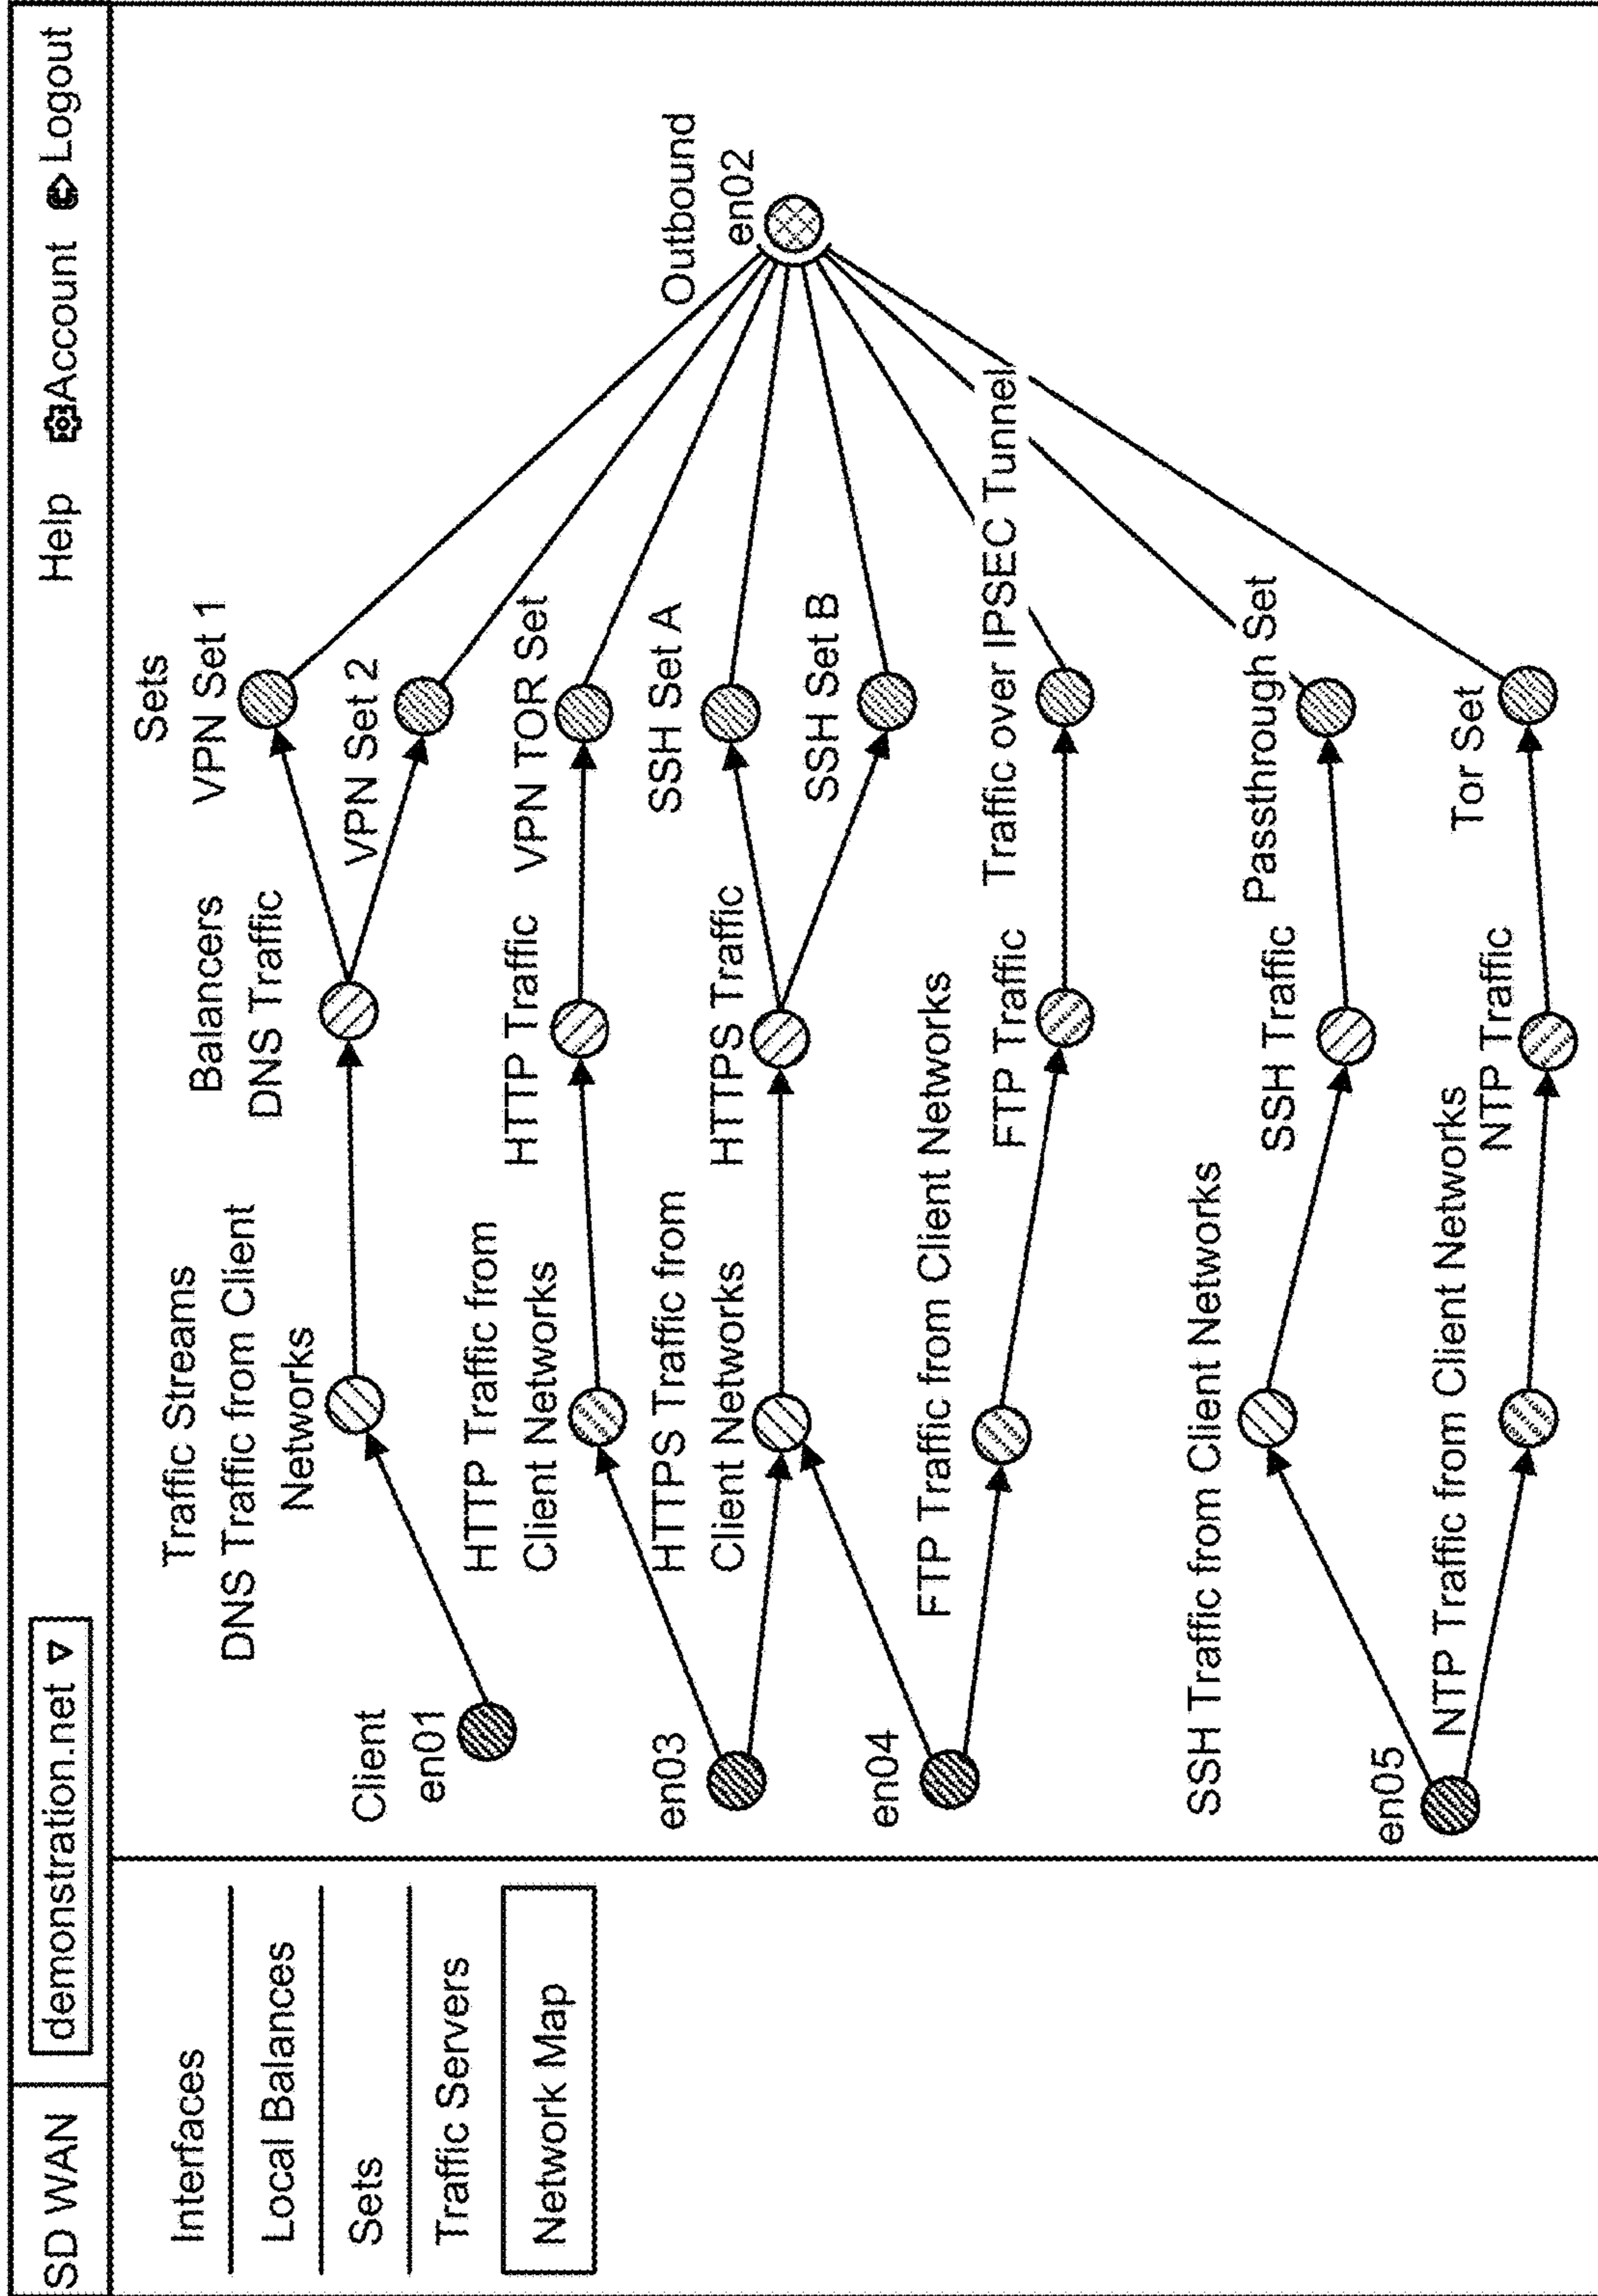 SD WAN
demonstration.net
Help
Account
Logout
Interfaces
Local Balances
Sets
Traffic Servers
Network Map
Client
en01
en03
en04
en05
Traffic Streams
DNS Traffic from Client
Networks
HTTP Traffic from
Client Networks
HTTPS Traffic from
Client Networks
FTP Traffic from Client Networks
SSH Traffic from Client Networks
NTP Traffic from Client Networks
Balancers
DNS Traffic
HTTP Traffic
HTTPS Traffic
FTP Traffic
SSH Traffic
NTP Traffic
Sets
VPN Set 1
VPN Set 2
VPN TOR Set
SSH Set A
SSH Set B
Traffic over IPSEC Tunnel
Passthrough Set
Tor Set
Outbound
en02